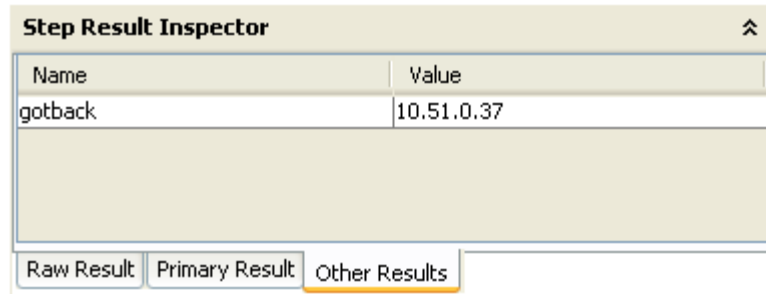 Step Result Inspector
Name Value
gotback 10.51.0.37
Raw Result Primary Result Other Results